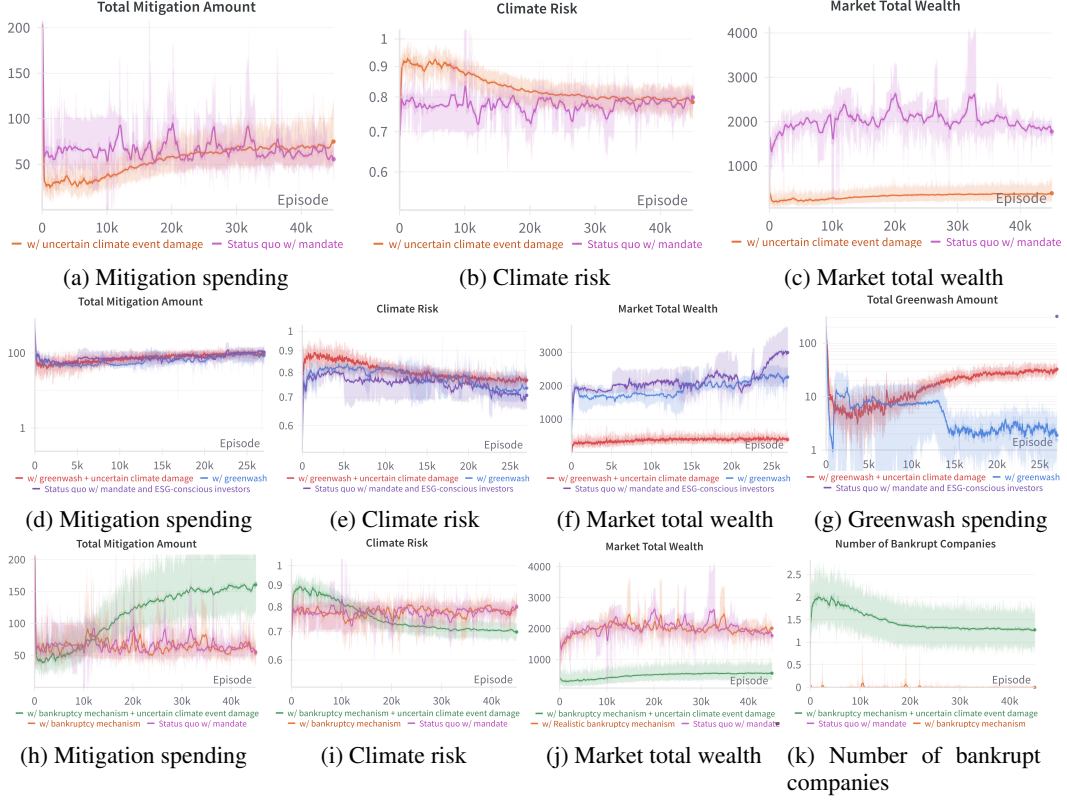 Total Mitigation Amount
Climate Risk
Market Total Wealth
200
150
100
50
1
0.9
0.8
0.7
0.6
4000
3000
2000
1000
Episode
Episode
Episode
0 10k 20k 30k 40k
0 10k 20k 30k 40k
0 10k 20k 30k 40k
w/ uncertain climate event damage Status quo w/ mandate
w/ uncertain climate event damage Status quo w/ mandate
w/ uncertain climate event damage Status quo w/ mandate
(a) Mitigation spending
(b) Climate risk
(c) Market total wealth
Total Mitigation Amount
Climate Risk
Market Total Wealth
Total Greenwash Amount
100
1
1
0.9
0.8
0.7
0.6
3000
2000
1000
100
10
1
Episode
Episode
Episode
Episode
0 5k 10k 15k 20k 25k
0 5k 10k 15k 20k 25k
0 5k 10k 15k 20k 25k
0 5k 10k 15k 20k 25k
w/ greenwash + uncertain climate damage w/ greenwash
Status quo w/ mandate and ESG-conscious investors
w/ greenwash + uncertain climate damage w/ greenwash
Status quo w/ mandate and ESG-conscious investors
w/ greenwash + uncertain climate damage w/ greenwash
Status quo w/ mandate and ESG-conscious investors
w/ greenwash + uncertain climate damage w/ greenwash
Status quo w/ mandate and ESG-conscious investors
(d) Mitigation spending
(e) Climate risk
(f) Market total wealth
(g) Greenwash spending
Total Mitigation Amount
Climate Risk
Market Total Wealth
Number of Bankrupt Companies
200
150
100
50
1
0.9
0.8
0.7
0.6
4000
3000
2000
1000
2.5
2
1.5
1
0.5
0
Episode
Episode
Episode
Episode
0 10k 20k 30k 40k
0 10k 20k 30k 40k
0 10k 20k 30k 40k
0 10k 20k 30k 40k
w/ bankruptcy mechanism + uncertain climate event damage
w/ bankruptcy mechanism Status quo w/ mandate
w/ bankruptcy mechanism + uncertain climate event damage
w/ bankruptcy mechanism Status quo w/ mandate
w/ bankruptcy mechanism + uncertain climate event damage
w/ Realistic bankruptcy mechanism Status quo w/ mandate
w/ bankruptcy mechanism + uncertain climate event damage
Status quo w/ mandate w/ bankruptcy mechanism
(h) Mitigation spending
(i) Climate risk
(j) Market total wealth
(k) Number of bankrupt
companies